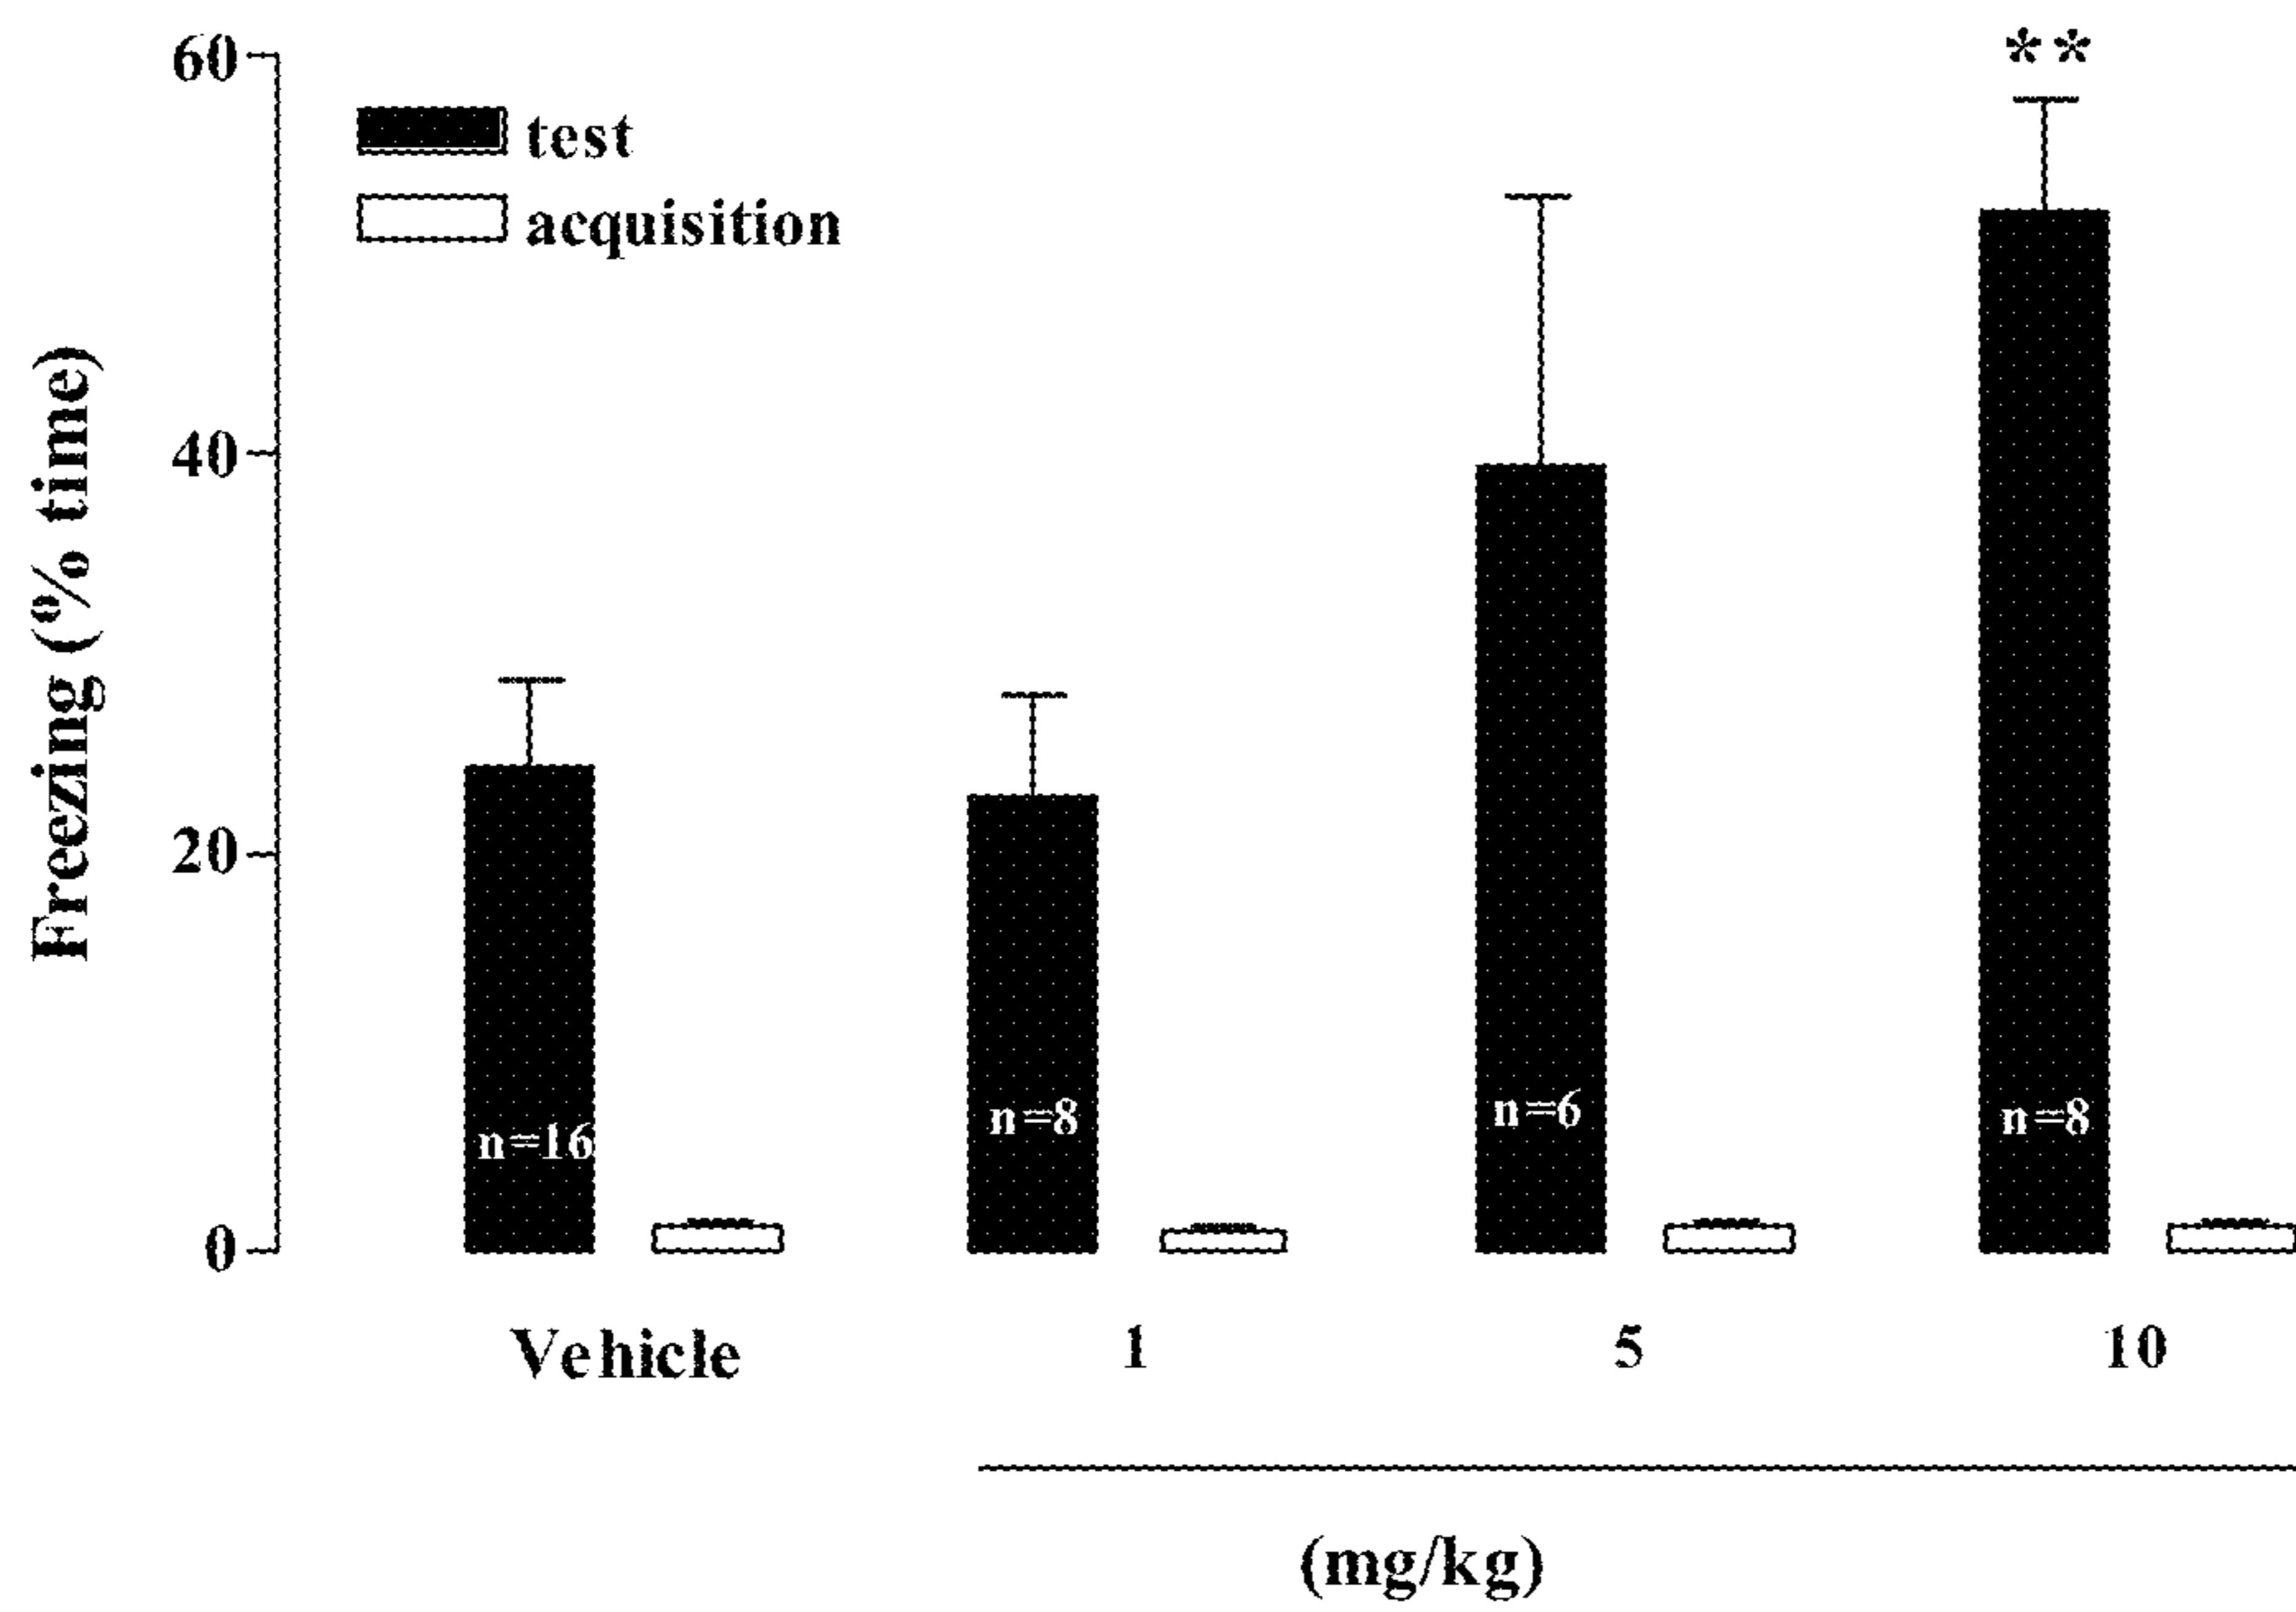 60
**
test
acquisition
40
Freezing (% time)
20
n=16
n=8
n=6
n=8
0
Vehicle
1
5
10
(mg/kg)